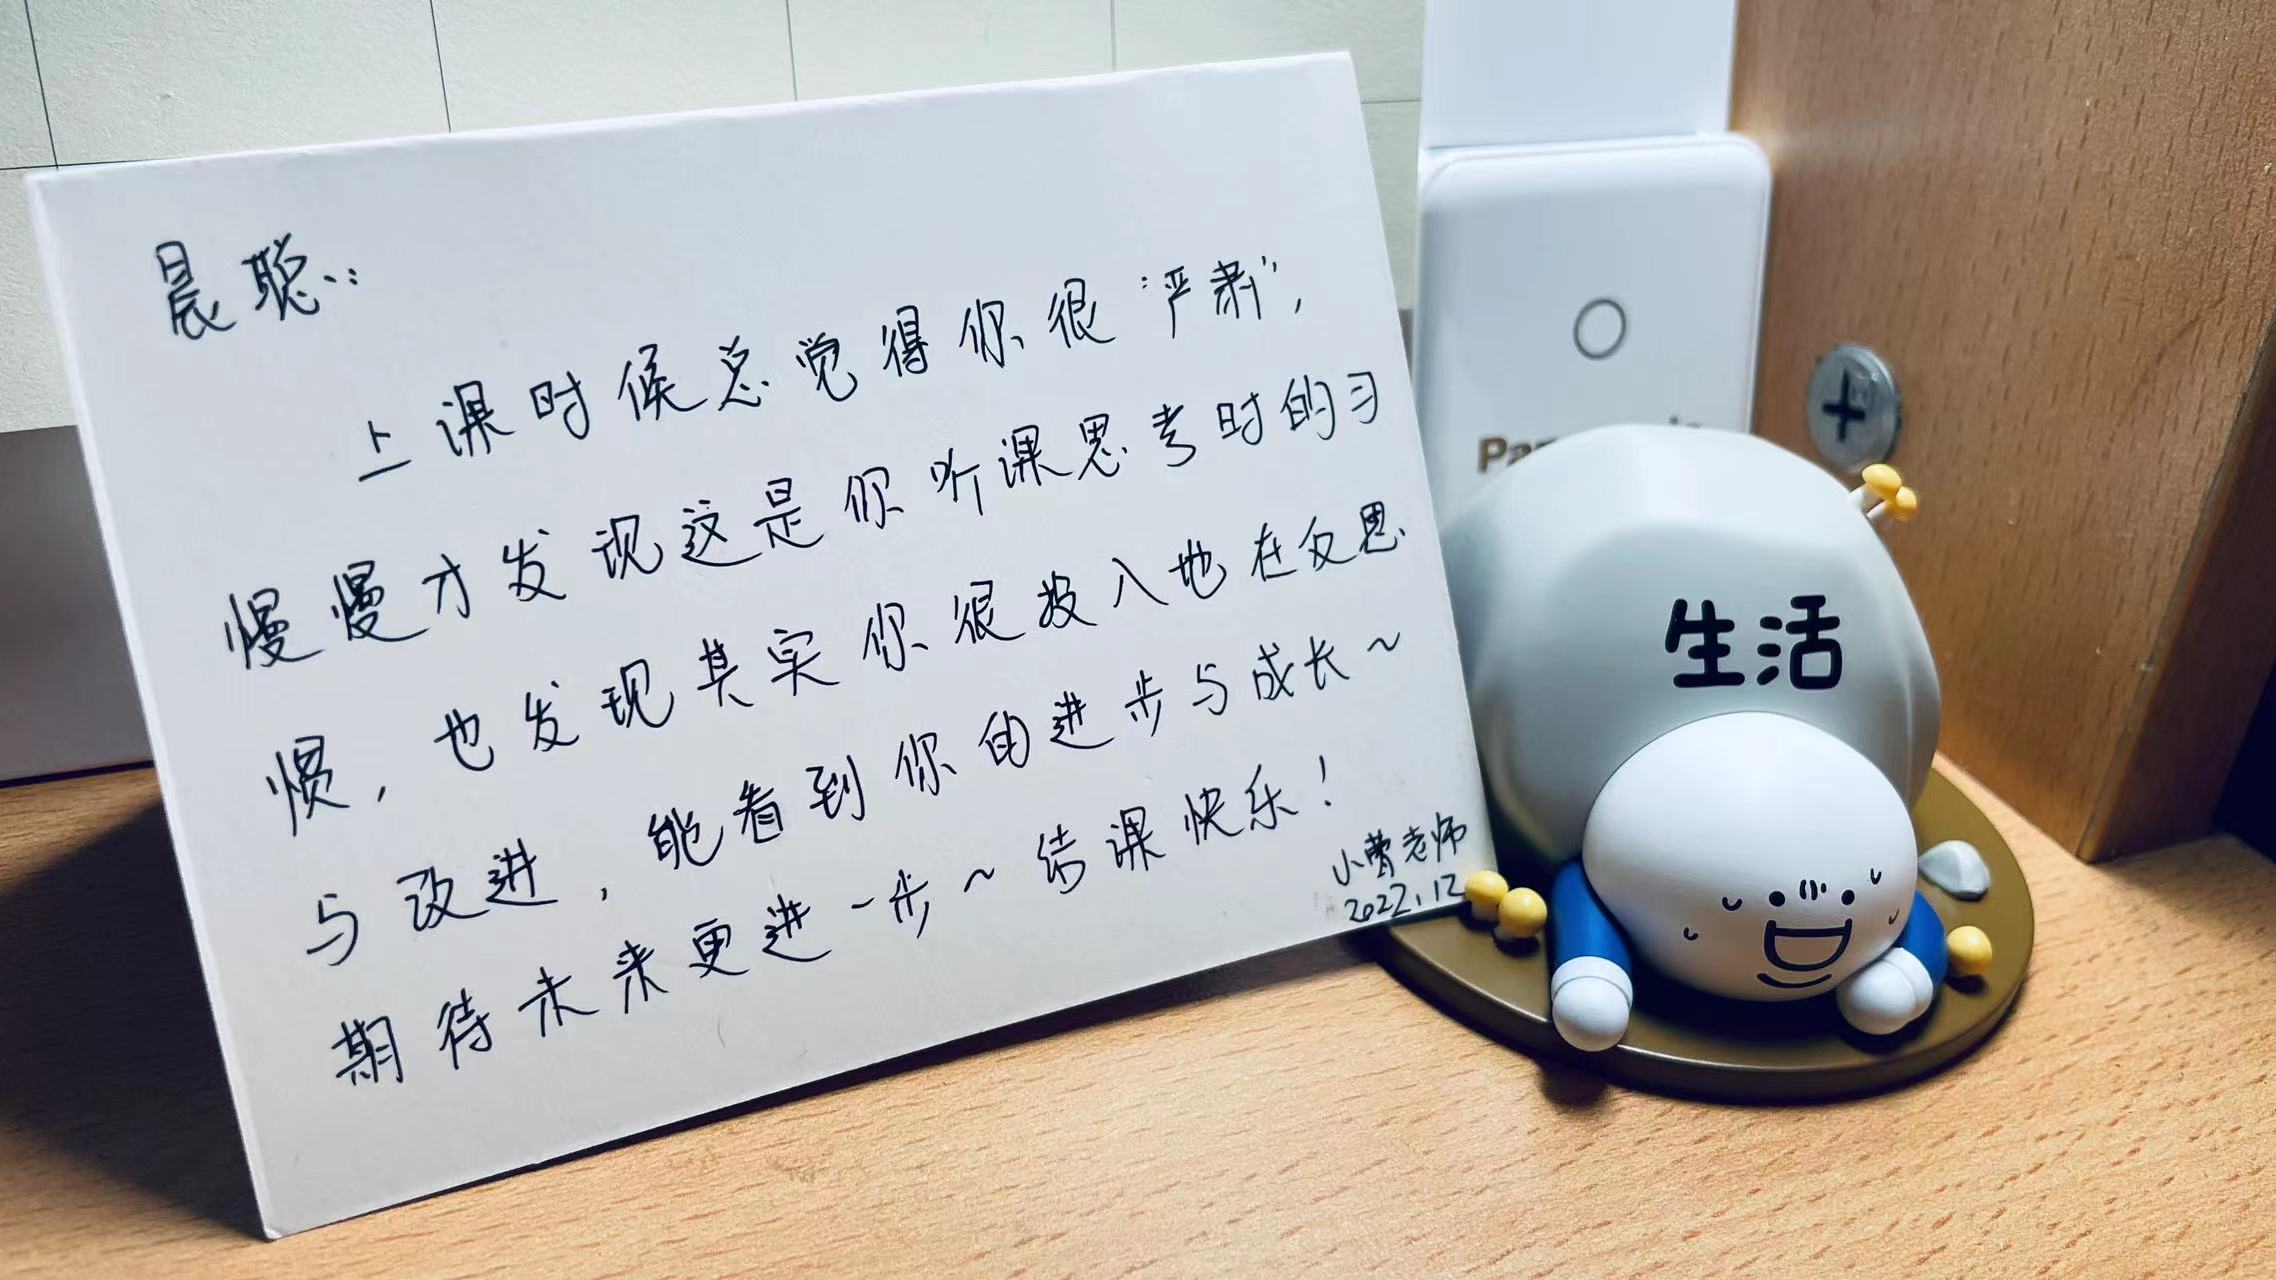 晨聪：
上课时候总觉得你很“严肃”，
慢慢才发现这是你听课思考时的习
惯，也发现其实你很投入地在反思
与改进，能看到你的进步与成长～
期待未来更进一步～结课快乐！
小曹老师
2022.12
生活